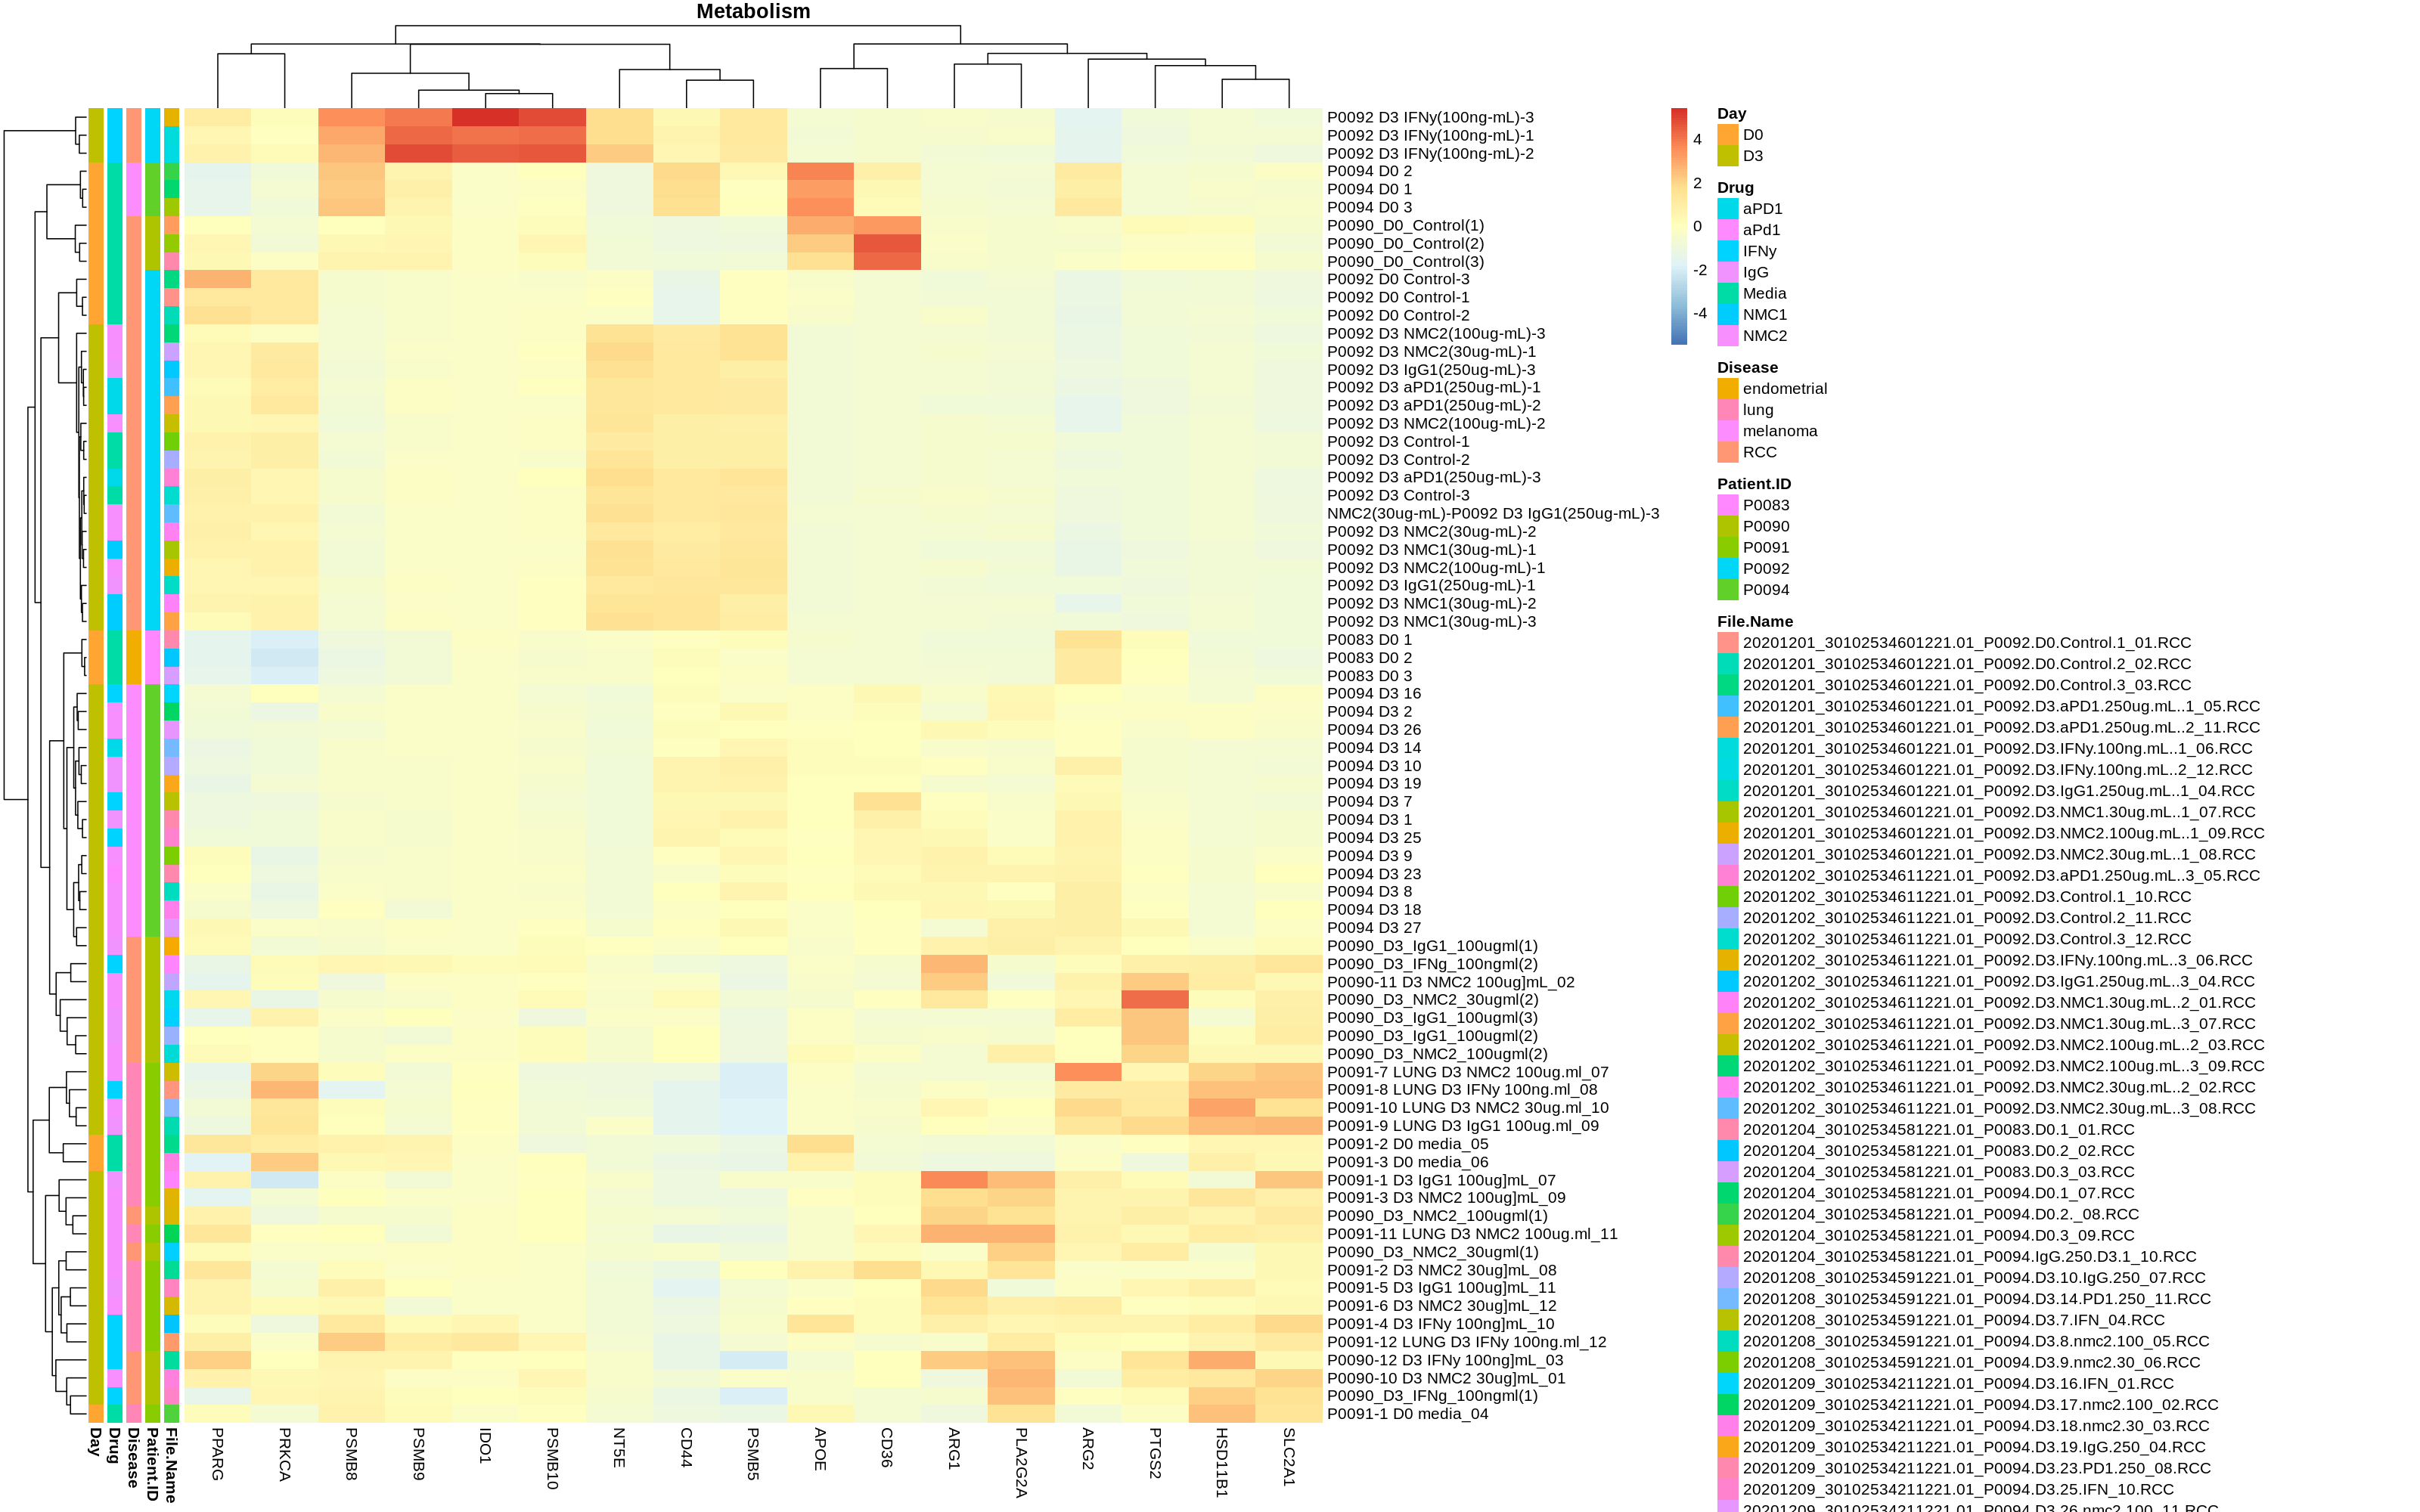 Metabolism
P0092 D3 IFNy(100ng-mL)-3
P0092 D3 IFNy(100ng-mL)-1
P0092 D3 IFNy(100ng-mL)-2
P0094 D0 2
P0094 D0 1
P0094 D0 3
P0090_D0_Control(1)
P0090_D0_Control(2)
P0090_D0_Control(3)
P0092 D0 Control-3
P0092 D0 Control-1
P0092 D0 Control-2
P0092 D3 NMC2(100ug-mL)-3
P0092 D3 NMC2(30ug-mL)-1
P0092 D3 IgG1(250ug-mL)-3
P0092 D3 aPD1(250ug-mL)-1
P0092 D3 aPD1(250ug-mL)-2
P0092 D3 NMC2(100ug-mL)-2
P0092 D3 Control-1
P0092 D3 Control-2
P0092 D3 aPD1(250ug-mL)-3
P0092 D3 Control-3
NMC2(30ug-mL)-P0092 D3 IgG1(250ug-mL)-3
P0092 D3 NMC2(30ug-mL)-2
P0092 D3 NMC1(30ug-mL)-1
P0092 D3 NMC2(100ug-mL)-1
P0092 D3 IgG1(250ug-mL)-1
P0092 D3 NMC1(30ug-mL)-2
P0092 D3 NMC1(30ug-mL)-3
P0083 D0 1
P0083 D0 2
P0083 D0 3
P0094 D3 16
P0094 D3 2
P0094 D3 26
P0094 D3 14
P0094 D3 10
P0094 D3 19
P0094 D3 7
P0094 D3 1
P0094 D3 25
P0094 D3 9
P0094 D3 23
P0094 D3 8
P0094 D3 18
P0094 D3 27
P0090_D3_IgG1_100ugml(1)
P0090_D3_IFNg_100ngml(2)
P0090-11 D3 NMC2 100ug]mL_02
P0090_D3_NMC2_30ugml(2)
P0090_D3_IgG1_100ugml(3)
P0090_D3_IgG1_100ugml(2)
P0090_D3_NMC2_100ugml(2)
P0091-7 LUNG D3 NMC2 100ug.ml_07
P0091-8 LUNG D3 IFNy 100ng.ml_08
P0091-10 LUNG D3 NMC2 30ug.ml_10
P0091-9 LUNG D3 IgG1 100ug.ml_09
P0091-2 D0 media_05
P0091-3 D0 media_06
P0091-1 D3 IgG1 100ug]mL_07
P0091-3 D3 NMC2 100ug]mL_09
P0090_D3_NMC2_100ugml(1)
P0091-11 LUNG D3 NMC2 100ug.ml_11
P0090_D3_NMC2_30ugml(1)
P0091-2 D3 NMC2 30ug]mL_08
P0091-5 D3 IgG1 100ug]mL_11
P0091-6 D3 NMC2 30ug]mL_12
P0091-4 D3 IFNy 100ng]mL_10
P0091-12 LUNG D3 IFNy 100ng.ml_12
P0090-12 D3 IFNy 100ng]mL_03
P0090-10 D3 NMC2 30ug]mL_01
P0090_D3_IFNg_100ngml(1)
P0091-1 D0 media_04
Day
Drug
Disease
Patient.ID
File.Name
PPARG
PRKCA
PSMB8
PSMB9
IDO1
PSMB10
NT5E
CD44
PSMB5
APOE
CD36
ARG1
PLA2G2A
ARG2
PTGS2
HSD11B1
SLC2A1
4
2
0
-2
-4
Day
D0
D3
Drug
aPD1
aPd1
IFNy
IgG
Media
NMC1
NMC2
Disease
endometrial
lung
melanoma
RCC
Patient.ID
P0083
P0090
P0091
P0092
P0094
File.Name
20201201_30102534601221.01_P0092.D0.Control.1_01.RCC
20201201_30102534601221.01_P0092.D0.Control.2_02.RCC
20201201_30102534601221.01_P0092.D0.Control.3_03.RCC
20201201_30102534601221.01_P0092.D3.aPD1.250ug.mL..1_05.RCC
20201201_30102534601221.01_P0092.D3.aPD1.250ug.mL..2_11.RCC
20201201_30102534601221.01_P0092.D3.IFNy.100ng.mL..1_06.RCC
20201201_30102534601221.01_P0092.D3.IFNy.100ng.mL..2_12.RCC
20201201_30102534601221.01_P0092.D3.IgG1.250ug.mL..1_04.RCC
20201201_30102534601221.01_P0092.D3.NMC1.30ug.mL..1_07.RCC
20201201_30102534601221.01_P0092.D3.NMC2.100ug.mL..1_09.RCC
20201201_30102534601221.01_P0092.D3.NMC2.30ug.mL..1_08.RCC
20201202_30102534611221.01_P0092.D3.aPD1.250ug.mL..3_05.RCC
20201202_30102534611221.01_P0092.D3.Control.1_10.RCC
20201202_30102534611221.01_P0092.D3.Control.2_11.RCC
20201202_30102534611221.01_P0092.D3.Control.3_12.RCC
20201202_30102534611221.01_P0092.D3.IFNy.100ng.mL..3_06.RCC
20201202_30102534611221.01_P0092.D3.IgG1.250ug.mL..3_04.RCC
20201202_30102534611221.01_P0092.D3.NMC1.30ug.mL..2_01.RCC
20201202_30102534611221.01_P0092.D3.NMC1.30ug.mL..3_07.RCC
20201202_30102534611221.01_P0092.D3.NMC2.100ug.mL..2_03.RCC
20201202_30102534611221.01_P0092.D3.NMC2.100ug.mL..3_09.RCC
20201202_30102534611221.01_P0092.D3.NMC2.30ug.mL..2_02.RCC
20201202_30102534611221.01_P0092.D3.NMC2.30ug.mL..3_08.RCC
20201204_30102534581221.01_P0083.D0.1_01.RCC
20201204_30102534581221.01_P0083.D0.2_02.RCC
20201204_30102534581221.01_P0083.D0.3_03.RCC
20201204_30102534581221.01_P0094.D0.1_07.RCC
20201204_30102534581221.01_P0094.D0.2._08.RCC
20201204_30102534581221.01_P0094.D0.3_09.RCC
20201204_30102534581221.01_P0094.IgG.250.D3.1_10.RCC
20201208_30102534591221.01_P0094.D3.10.IgG.250_07.RCC
20201208_30102534591221.01_P0094.D3.14.PD1.250_11.RCC
20201208_30102534591221.01_P0094.D3.7.IFN_04.RCC
20201208_30102534591221.01_P0094.D3.8.nmc2.100_05.RCC
20201208_30102534591221.01_P0094.D3.9.nmc2.30_06.RCC
20201209_30102534211221.01_P0094.D3.16.IFN_01.RCC
20201209_30102534211221.01_P0094.D3.17.nmc2.100_02.RCC
20201209_30102534211221.01_P0094.D3.18.nmc2.30_03.RCC
20201209_30102534211221.01_P0094.D3.19.IgG.250_04.RCC
20201209_30102534211221.01_P0094.D3.23.PD1.250_08.RCC
20201209_30102534211221.01_P0094.D3.25.IFN_10.RCC
20201209_30102534211221.01_P0094.D3.26.nmc2.100_11.RCC